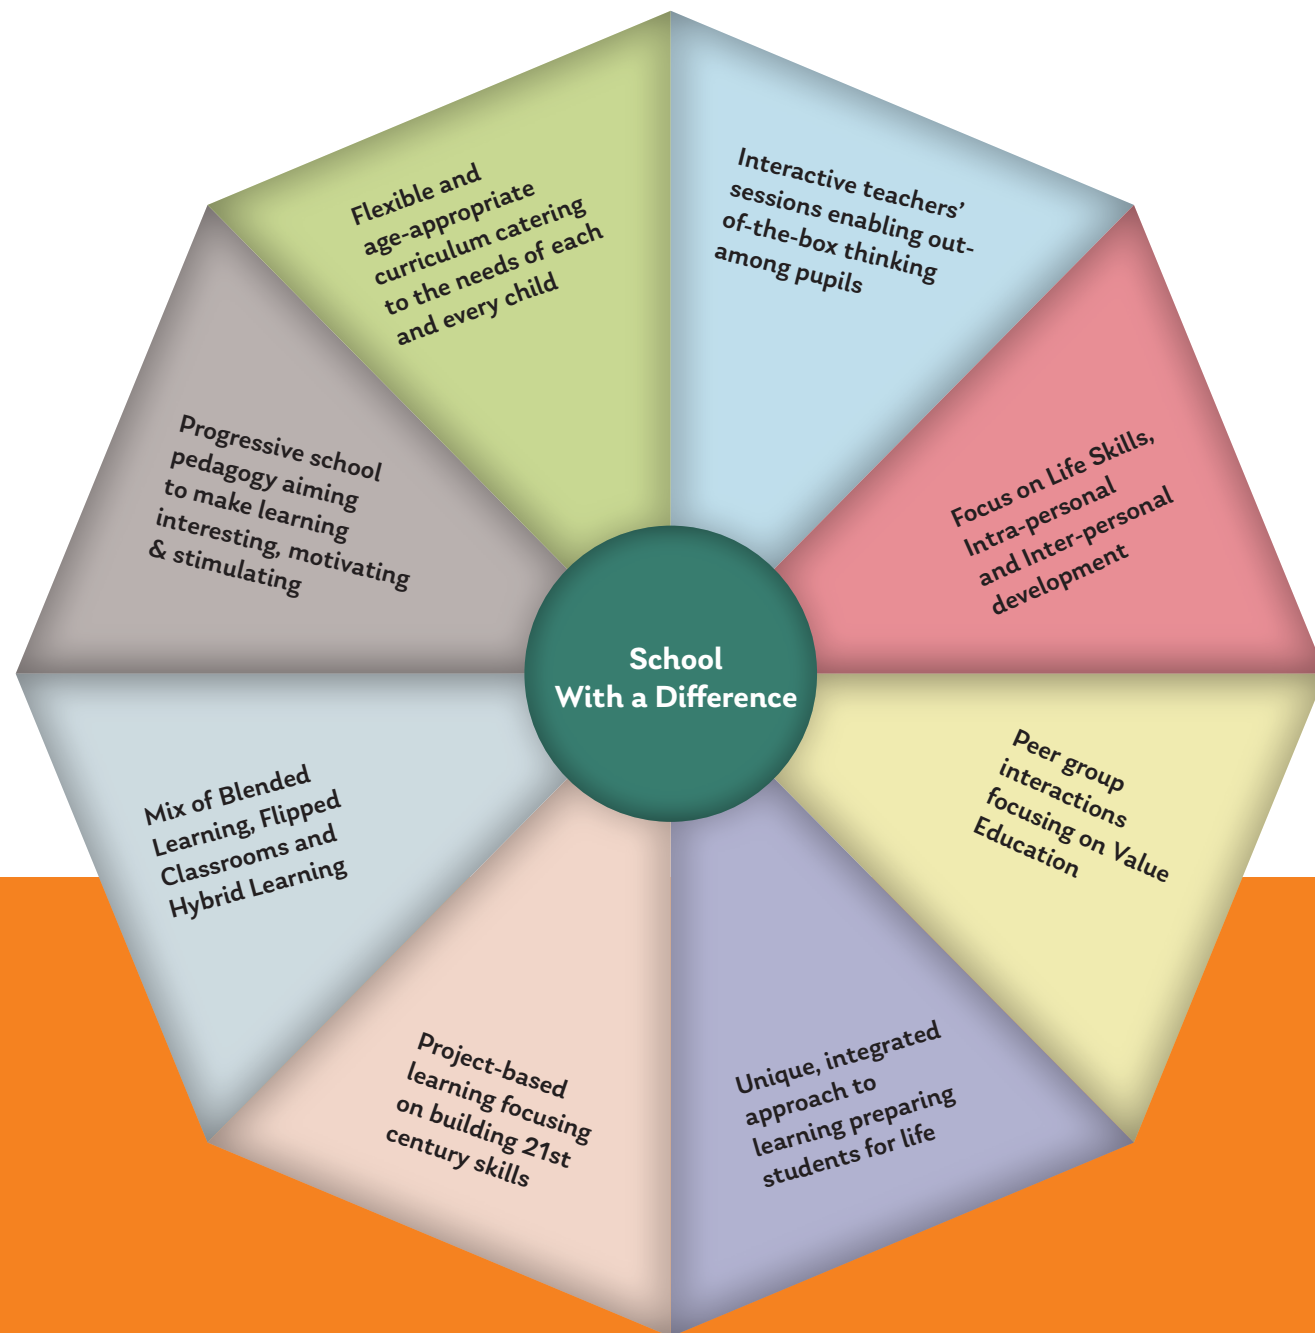 Flexible and
age-appropriate
curriculum catering
to the needs of each
and every child
Interactive teachers’
sessions enabling out-
of-the-box thinking
among pupils
Focus on Life Skills,
Intra-personal
and Inter-personal
development
Progressive school
pedagogy aiming
to make learning
interesting, motivating
& stimulating
School
With a Difference
Peer group
interactions
focusing on Value
Education
Mix of Blended
Learning, Flipped
Classrooms and
Hybrid Learning
Project-based
learning focusing
on building 21st
century skills
Unique, integrated
approach to
learning preparing
students for life